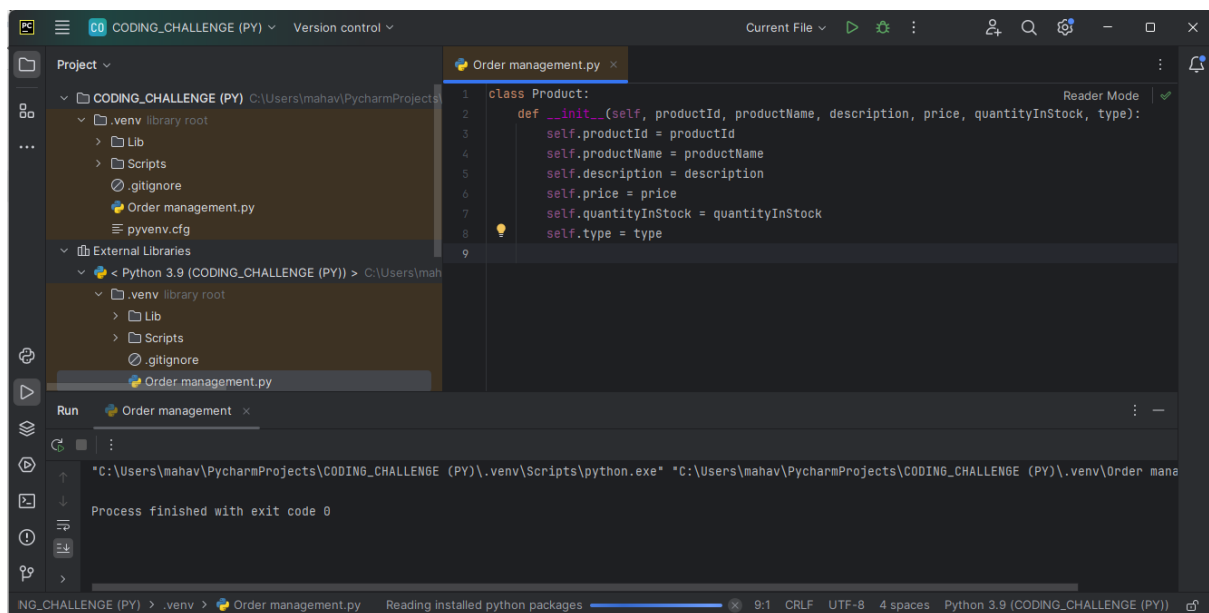 PC
CO CODING_CHALLENGE (PY) Version control
Current File
Project
CODING_CHALLENGE (PY) C:\Users\mahav\PycharmProjects\
.venv library root
Lib
Scripts
.gitignore
Order management.py
pyvenv.cfg
External Libraries
< Python 3.9 (CODING_CHALLENGE (PY)) > C:\Users\mah
.venv library root
Lib
Scripts
.gitignore
Order management.py
Order management.py
Reader Mode
1 class Product:
2 def __init__(self, productId, productName, description, price, quantityInStock, type):
3 self.productId = productId
4 self.productName = productName
5 self.description = description
6 self.price = price
7 self.quantityInStock = quantityInStock
8 self.type = type
9
Run Order management
"C:\Users\mahav\PycharmProjects\CODING_CHALLENGE (PY)\.venv\Scripts\python.exe" "C:\Users\mahav\PycharmProjects\CODING_CHALLENGE (PY)\.venv\Order mana
Process finished with exit code 0
NG_CHALLENGE (PY) > .venv > Order management.py Reading installed python packages 9:1 CRLF UTF-8 4 spaces Python 3.9 (CODING_CHALLENGE (PY))